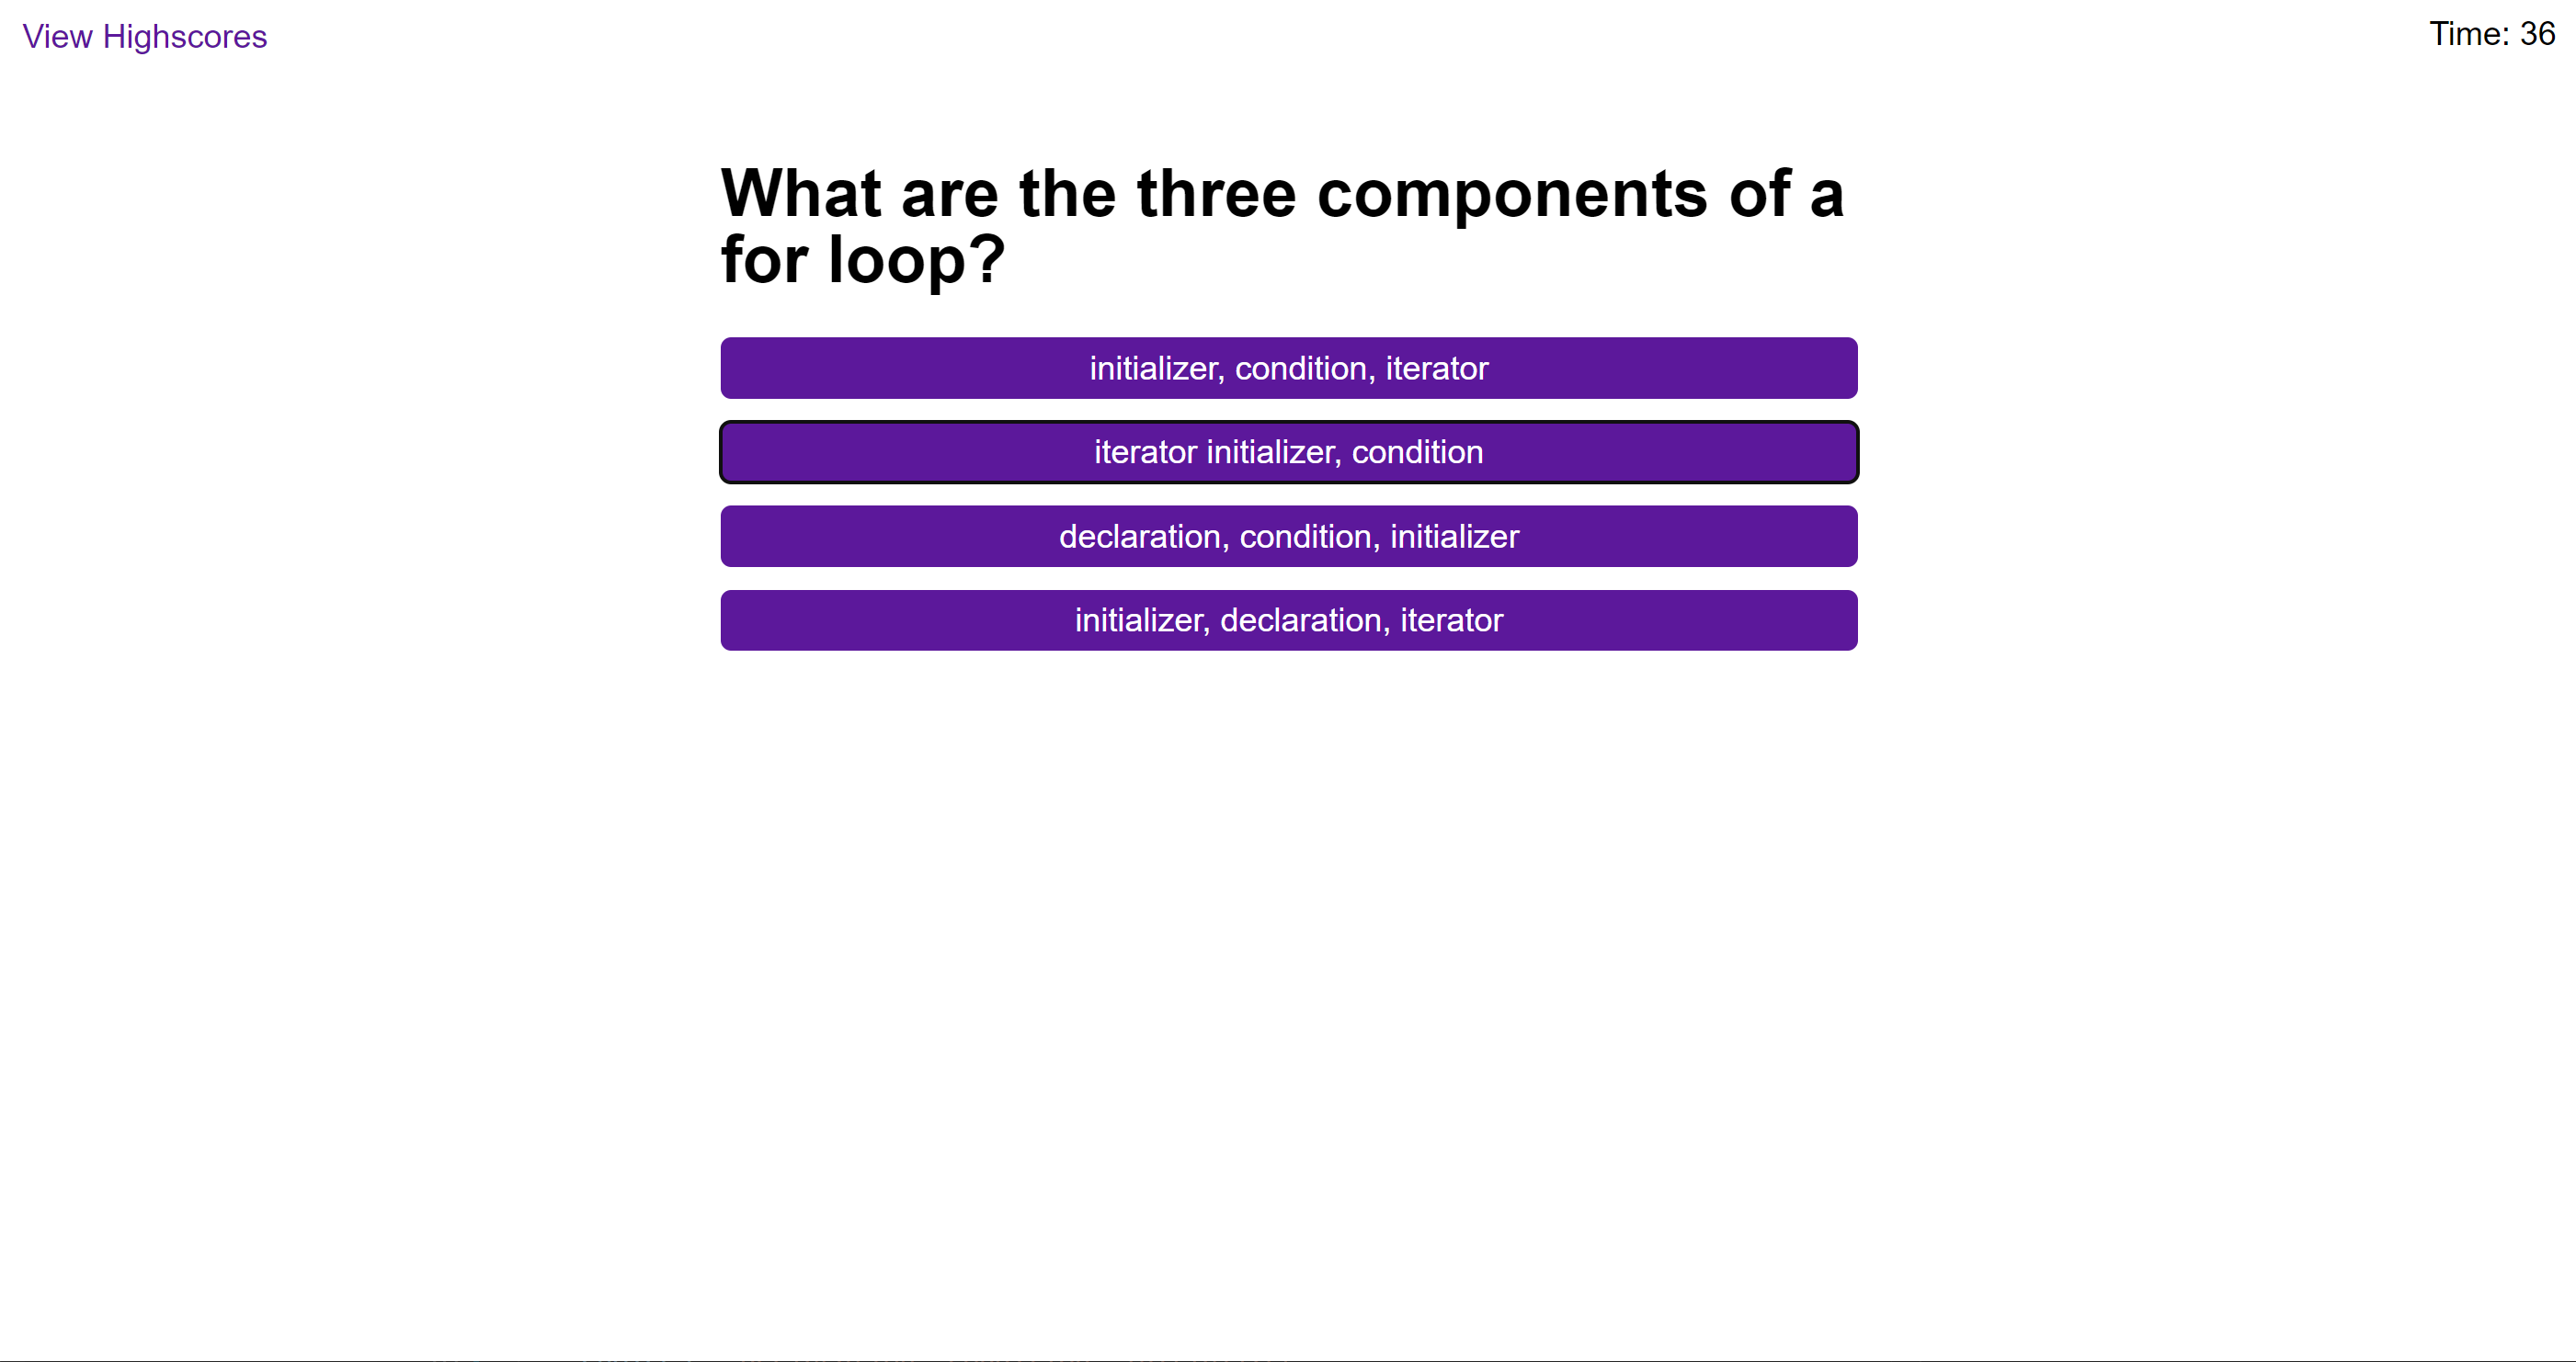 View Highscores
Time: 36
What are the three components of a
for loop?
initializer, condition, iterator
iterator initializer, condition
declaration, condition, initializer
initializer, declaration, iterator